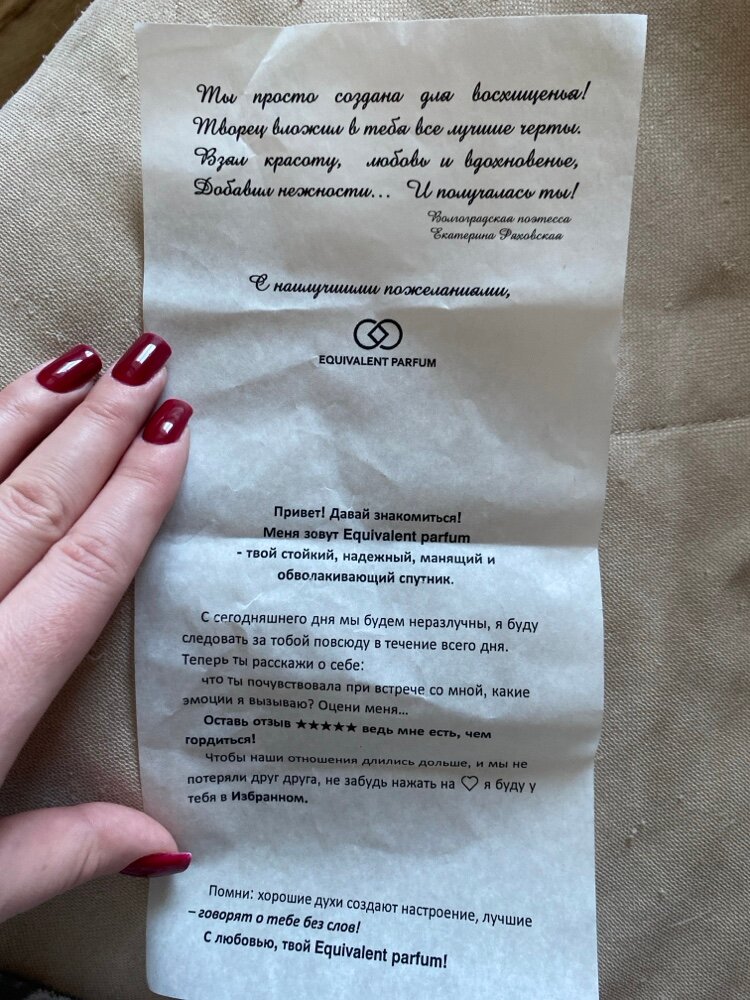 Ты просто создана для восхищенья!
Творец вложил в тебя все лучшие черты.
Взял красоту, любовь и вдохновенье,
Добавил нежности... И получалась ты!
Волгоградская поэтесса
Екатерина Ряховская
С наилучшими пожеланиями,
EQUIVALENT PARFUM
Привет! Давай знакомиться!
Меня зовут Equivalent parfum
- твой стойкий, надежный, манящий и
обволакивающий спутник.
С сегодняшнего дня мы будем неразлучны, я буду
следовать за тобой повсюду в течение всего дня.
Теперь ты расскажи о себе:
что ты почувствовала при встрече со мной, какие
эмоции я вызываю? Оцени меня...
Оставь отзыв ★★★★★ ведь мне есть, чем
гордиться!
Чтобы наши отношения длились дольше, и мы не
потеряли друг друга, не забудь нажать на ♡ я буду у
тебя в Избранном.
Помни: хорошие духи создают настроение, лучшие
– говорят о тебе без слов!
С любовью, твой Equivalent parfum!